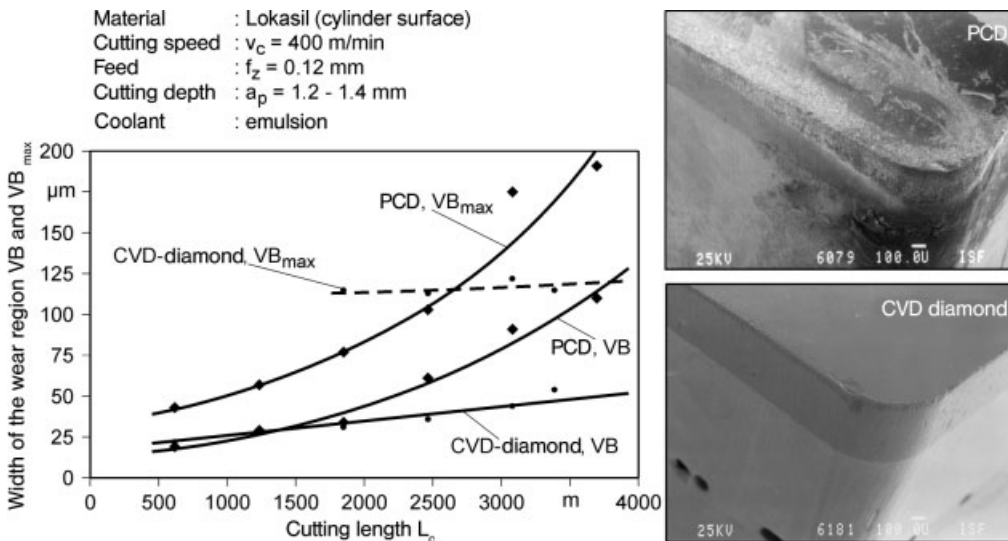 Material : Lokasil (cylinder surface)
Cutting speed : v_c = 400 m/min
Feed : f_z = 0.12 mm
Cutting depth : a_p = 1.2 - 1.4 mm
Coolant : emulsion
Width of the wear region VB and VB_max
200
µm
150
125
100
75
50
25
0
PCD, VB_max
CVD-diamond, VB_max
PCD, VB
CVD-diamond, VB
0 500 1000 1500 2000 2500 3000 m 4000
Cutting length L_c
PCD
25KV 6079 100.0U ISF
CVD diamond
25KV 6181 100.0U ISF